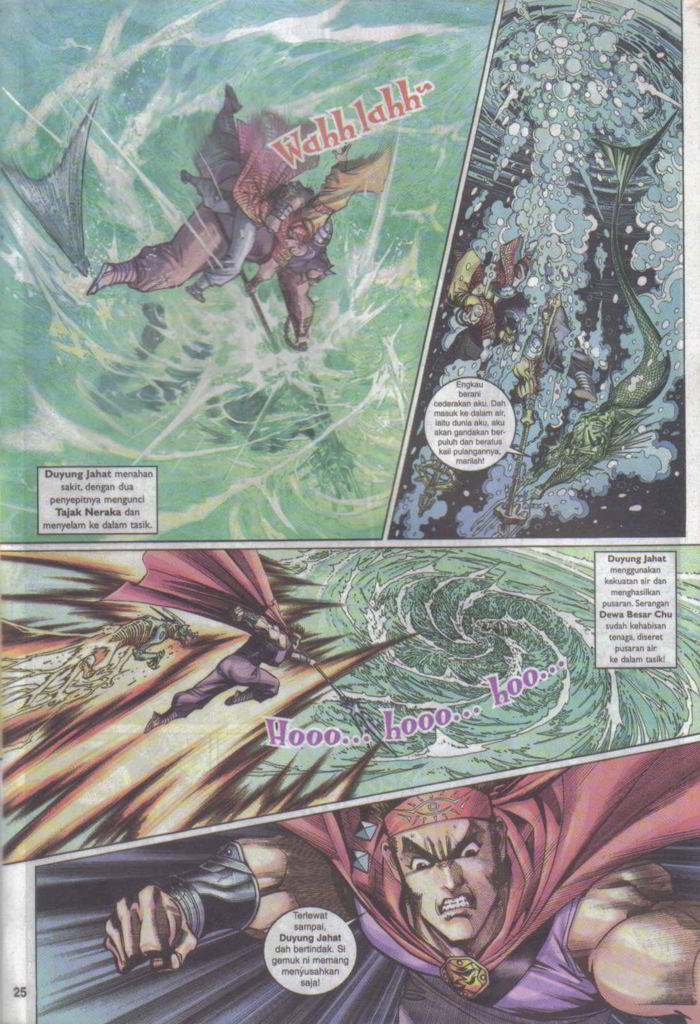 Wahh lahh~
Duyung Jahat menahan
sakit, dengan dua
penyepitnya mengunci
Tajak Neraka dan
menyelam ke dalam tasik.
Engkau
berani
cederakan aku. Dah
masuk ke dalam air,
iaitu dunia aku, aku
akan gandakan ber-
puluh dan beratus
kali pulangannya,
marilah!
Duyung Jahat
menggunakan
kekuatan air dan
menghasilkan
pusaran. Serangan
Dewa Besar Chu
sudah kehabisan
tenaga, diseret
pusaran air
ke dalam tasik!
Hooo... hooo... hoo...
Terlewat
sampai,
Duyung Jahat
dah bertindak. Si
gemuk ni memang
menyusahkan
saja!
25